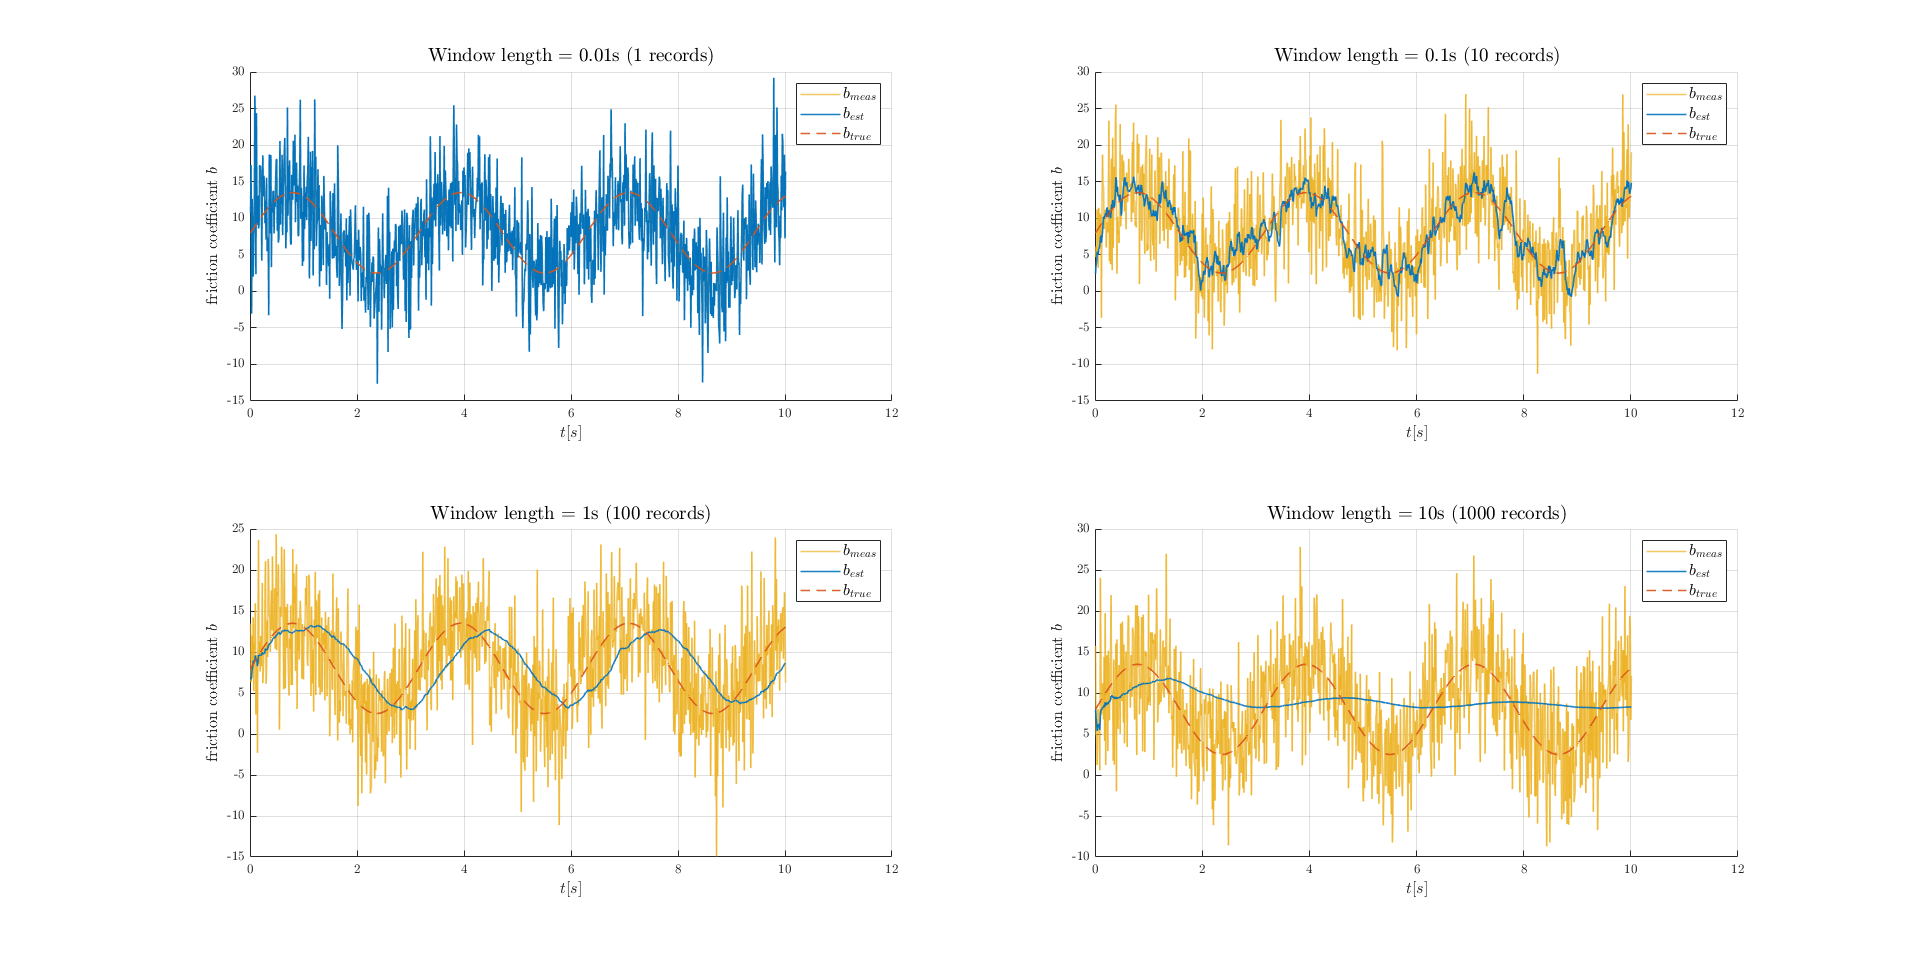 Window length = 0.01s (1 records)
30
25
20
15
10
5
0
-5
-10
-15
0 2 4 6 8 10 12
friction coefficient b
t[s]
b_meas
b_est
b_true
Window length = 0.1s (10 records)
30
25
20
15
10
5
0
-5
-10
-15
0 2 4 6 8 10 12
friction coefficient b
t[s]
b_meas
b_est
b_true
Window length = 1s (100 records)
25
20
15
10
5
0
-5
-10
-15
0 2 4 6 8 10 12
friction coefficient b
t[s]
b_meas
b_est
b_true
Window length = 10s (1000 records)
30
25
20
15
10
5
0
-5
-10
0 2 4 6 8 10 12
friction coefficient b
t[s]
b_meas
b_est
b_true